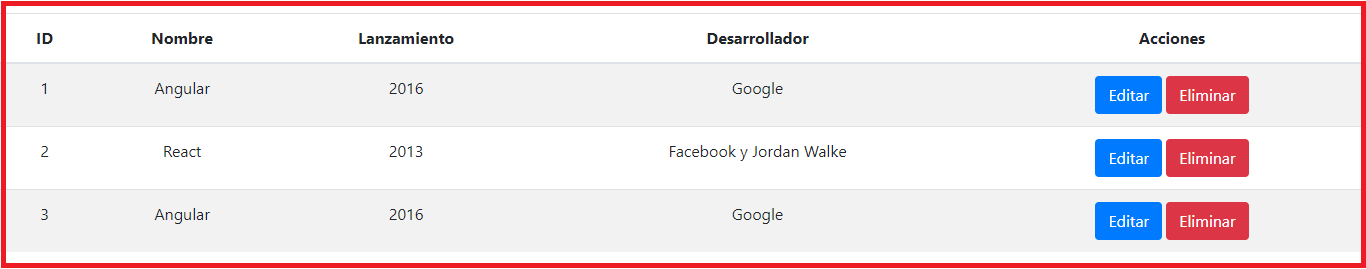 ID Nombre Lanzamiento Desarrollador Acciones
1 Angular 2016 Google Editar Eliminar
2 React 2013 Facebook y Jordan Walke Editar Eliminar
3 Angular 2016 Google Editar Eliminar